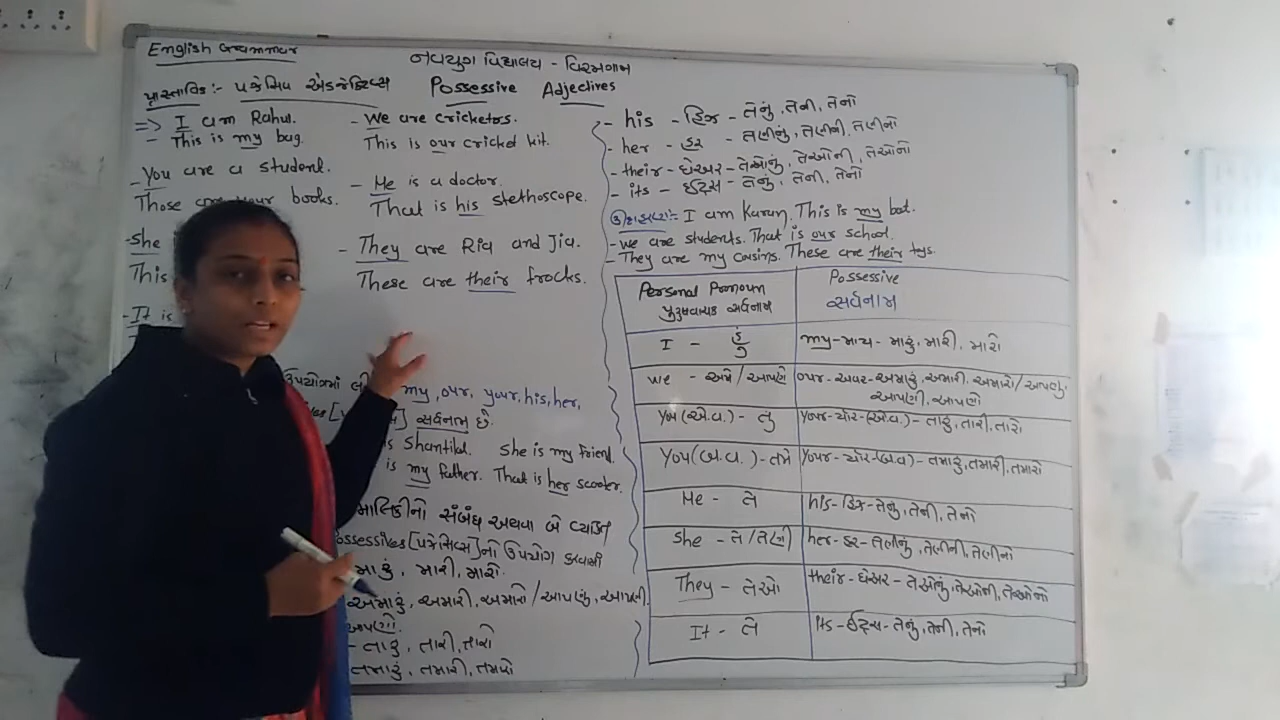 English Grammar
નવયુગ વિદ્યાલય - વિરમગામ
પ્રાસ્તાવિક :- પઝેસિવ એડજેક્ટિવ્સ Possessive Adjectives
=> I am Rahul.
- This is my bag.
- You are a student.
Those are your books.
- She
This
- It is
- We are cricketers.
This is our cricket kit.
- He is a doctor.
That is his stethoscope.
- They are Ria and Jia.
These are their frocks.
ઉપયોગમાં my, our, your, his, her,
સર્વનામ છે.
is Shantilal. She is my friend.
is my father. That is her scooter.
માલિકીનો સંબંધ અથવા બે વ્યક્તિ
Possessives [પઝેસિવ્સ] નો ઉપયોગ કરવામાં
મારું, મારી, મારો.
અમારું, અમારી, અમારો / આપણું, આપણી,
આપણો.
- તારું, તારી, તારો
તમારું, તમારી, તમારો
- his - હિઝ - તેનું, તેની, તેનો
- her - હર - તેણીનું, તેણીની, તેણીનો
- their - ધેઅર - તેઓનું, તેઓની, તેઓનો
- its - ઈટ્સ - તેનું, તેની, તેનો
ઉદાહરણ :- I am Karan. This is my bat.
- We are students. That is our school.
- They are my cousins. These are their toys.
Personal Pronoun Possessive
પુરુષવાચક સર્વનામ સર્વનામ
I - હું my - માય - મારું, મારી, મારો
We - અમે / આપણે our - અવર - અમારું, અમારી, અમારો / આપણું,
આપણી, આપણો
You (એ.વ.) - તુ your - યોર - (એ.વ.) - તારું, તારી, તારો
You (બ.વ.) - તમે your - યોર - (બ.વ) - તમારું, તમારી, તમારો
He - તે his - હિઝ - તેનું, તેની, તેનો
She - તે / તેણી her - હર - તેણીનું, તેણીની, તેણીનો
They - તેઓ their - ધેઅર - તેઓનું, તેઓની, તેઓનો
It - તે Its - ઈટ્સ - તેનું, તેની, તેનો